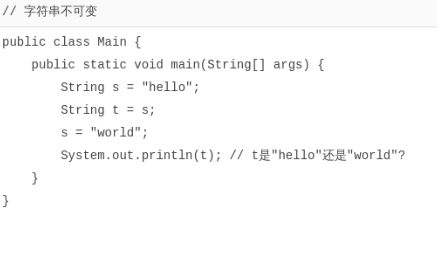 // 字符串不可变
public class Main {
    public static void main(String[] args) {
        String s = "hello";
        String t = s;
        s = "world";
        System.out.println(t); // t是"hello"还是"world"?
    }
}